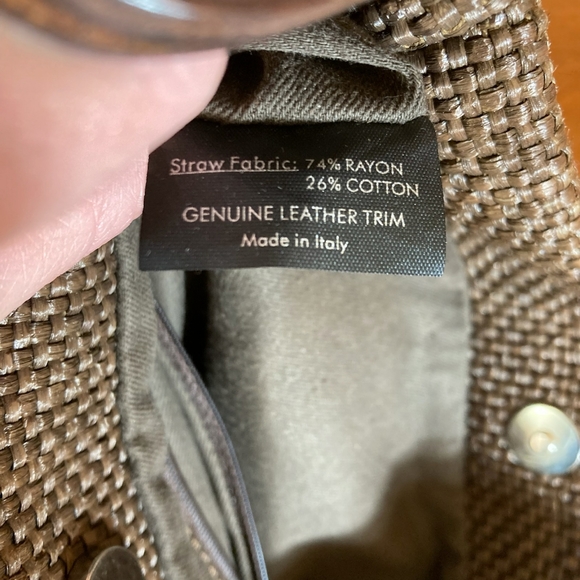 Straw Fabric: 74% RAYON
26% COTTON
GENUINE LEATHER TRIM
Made in Italy